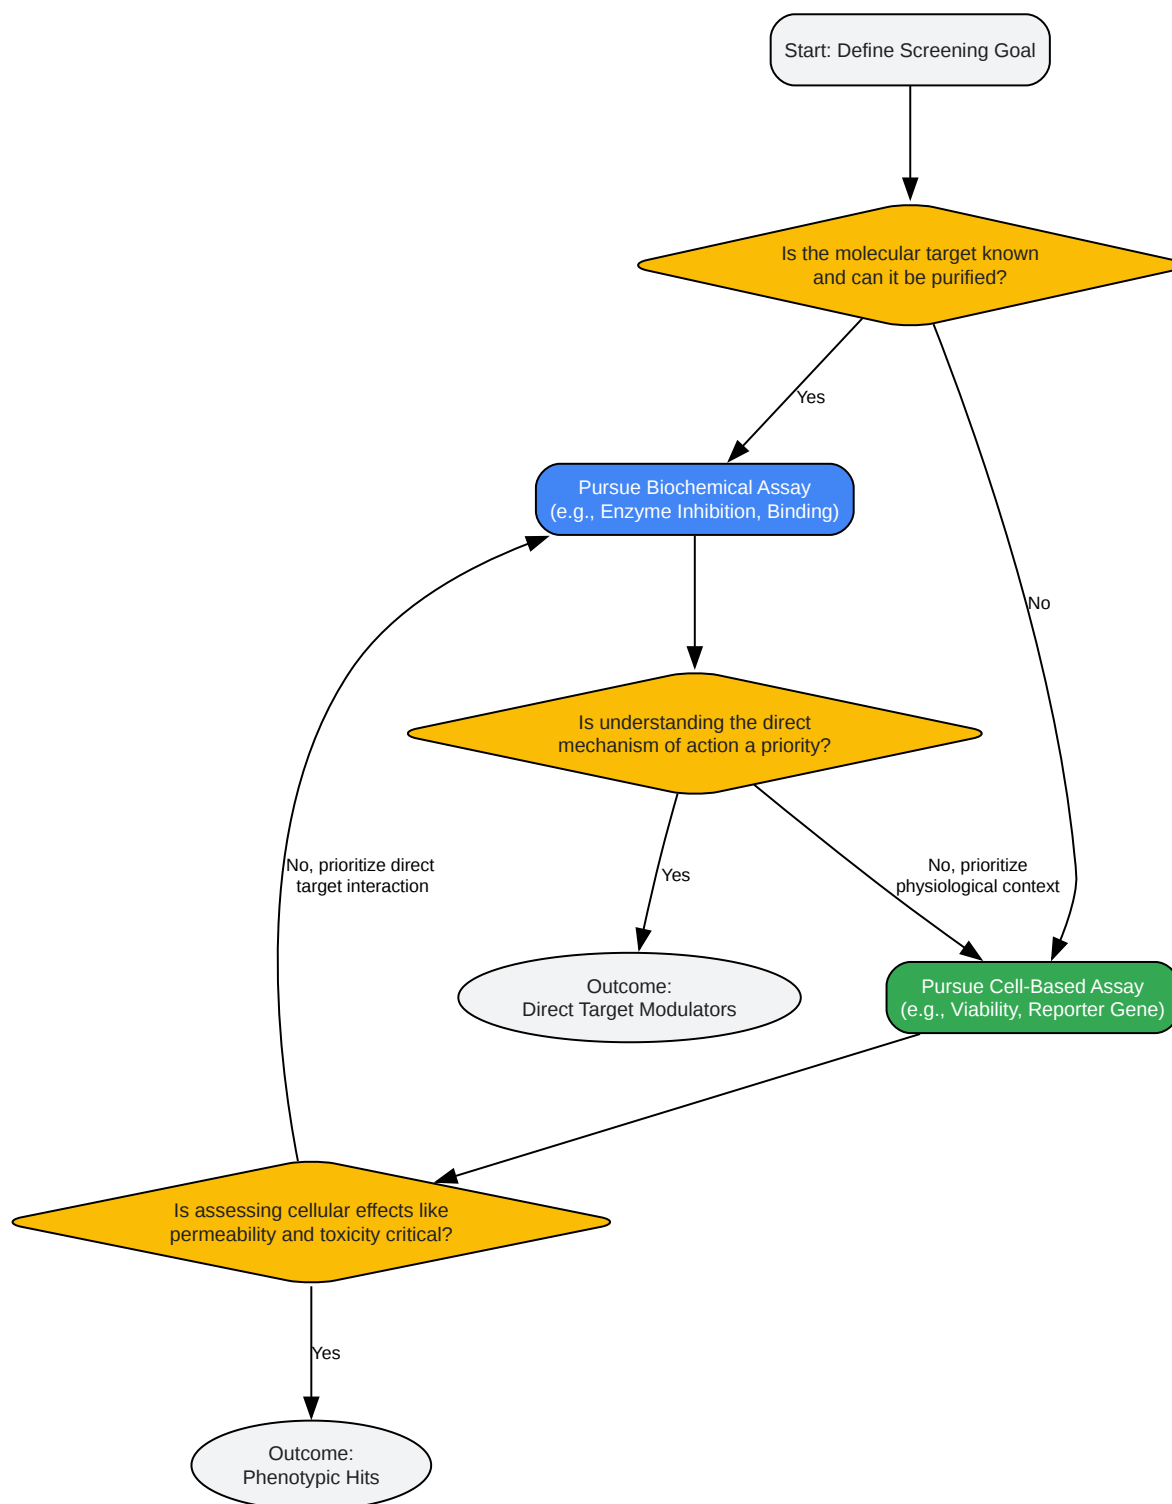 Start: Define Screening Goal
Is the molecular target known
and can it be purified?
Yes
Pursue Biochemical Assay
(e.g., Enzyme Inhibition, Binding)
No
Is understanding the direct
mechanism of action a priority?
No, prioritize direct
target interaction
Yes
No, prioritize
physiological context
Outcome:
Direct Target Modulators
Pursue Cell-Based Assay
(e.g., Viability, Reporter Gene)
Is assessing cellular effects like
permeability and toxicity critical?
Yes
Outcome:
Phenotypic Hits